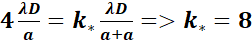 4 λD/a = k* λD/(a+a) => k* = 8